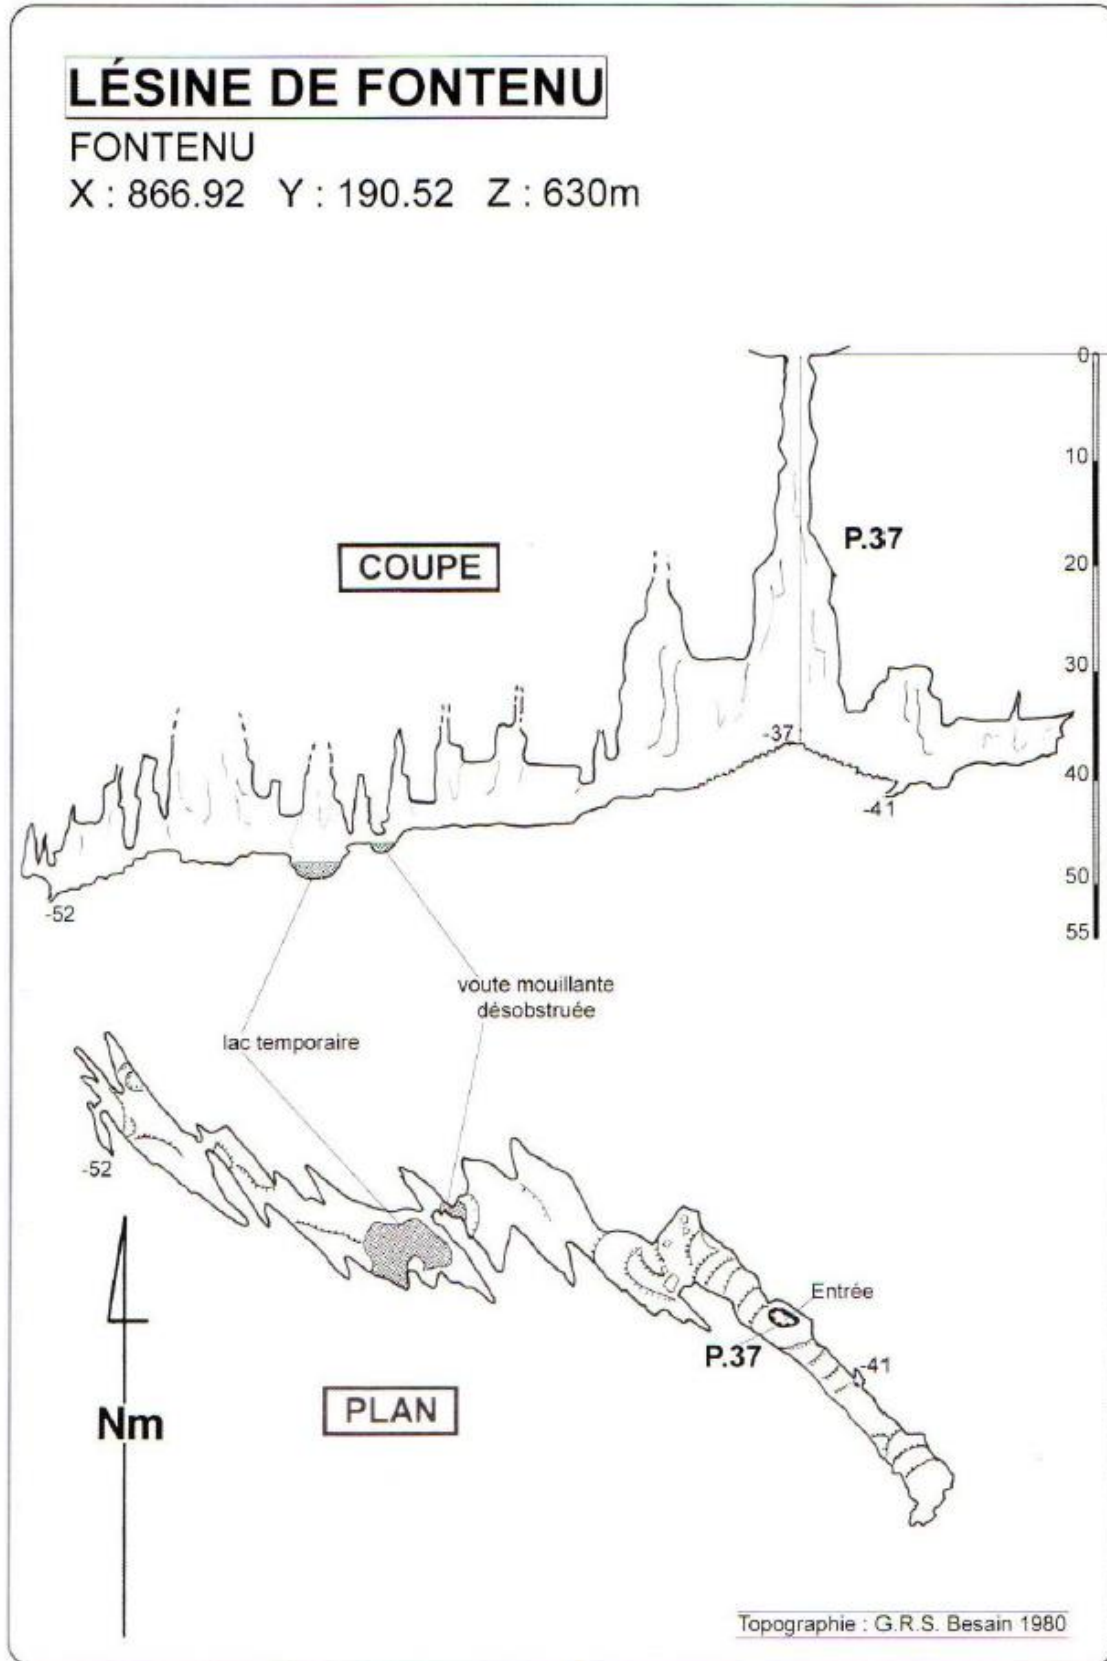 LÉSINE DE FONTENU
FONTENU
X : 866.92 Y : 190.52 Z : 630m
0
10
P.37
COUPE
20
30
-37
40
-41
50
-52
55
voute mouillante
désobstruée
lac temporaire
-52
Entrée
P.37
-41
PLAN
Nm
Topographie : G.R.S. Besain 1980